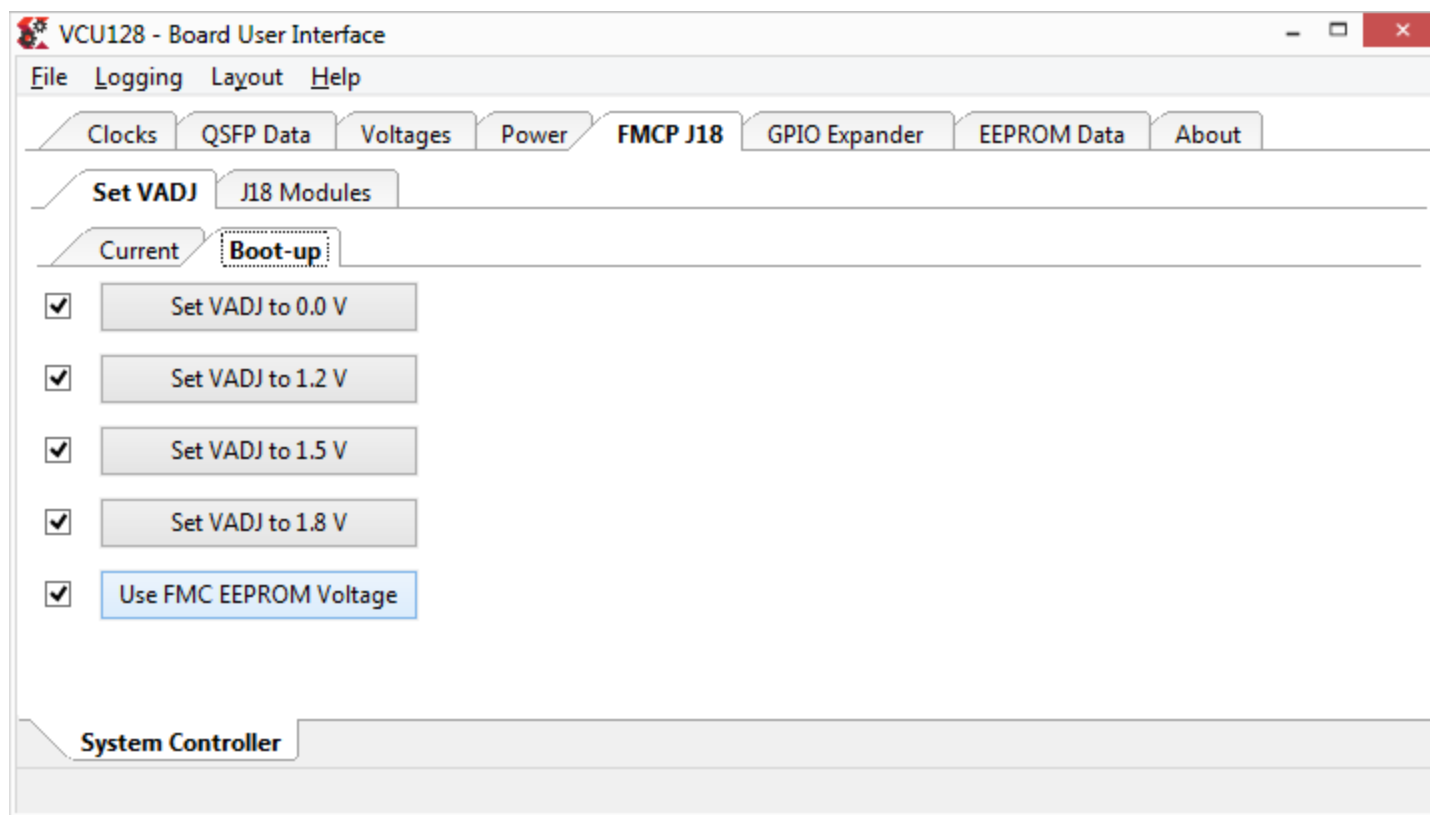 VCU128 - Board User Interface
File Logging Layout Help
Clocks QSFP Data Voltages Power FMCP J18 GPIO Expander EEPROM Data About
Set VADJ J18 Modules
Current Boot-up
Set VADJ to 0.0 V
Set VADJ to 1.2 V
Set VADJ to 1.5 V
Set VADJ to 1.8 V
Use FMC EEPROM Voltage
System Controller